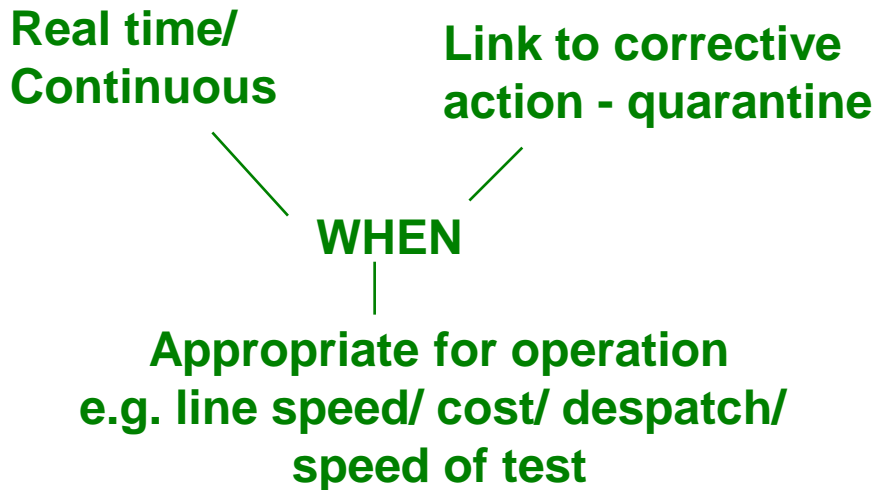 Real time/
Continuous
Link to corrective
action - quarantine
WHEN
Appropriate for operation
e.g. line speed/ cost/ despatch/
speed of test